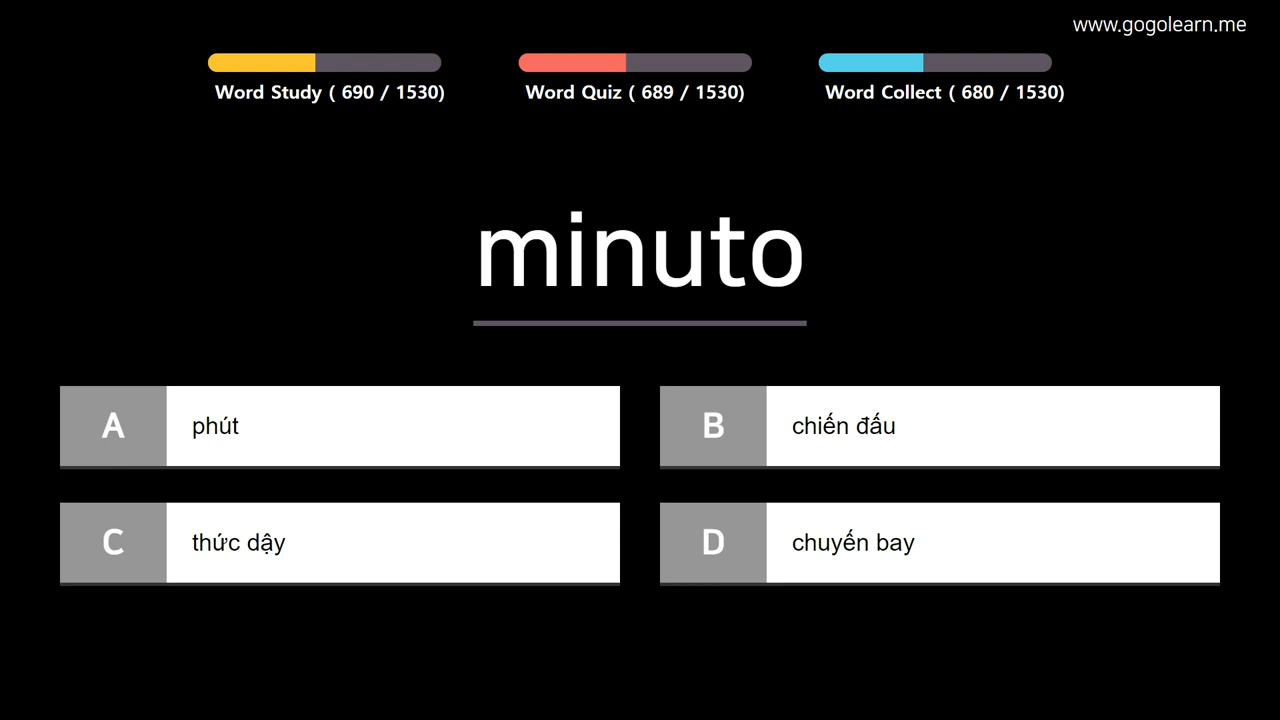 www.gogolearn.me
Word Study ( 690 / 1530)
Word Quiz ( 689 / 1530)
Word Collect ( 680 / 1530)
minuto
A phút
B chiến đấu
C thức dậy
D chuyến bay